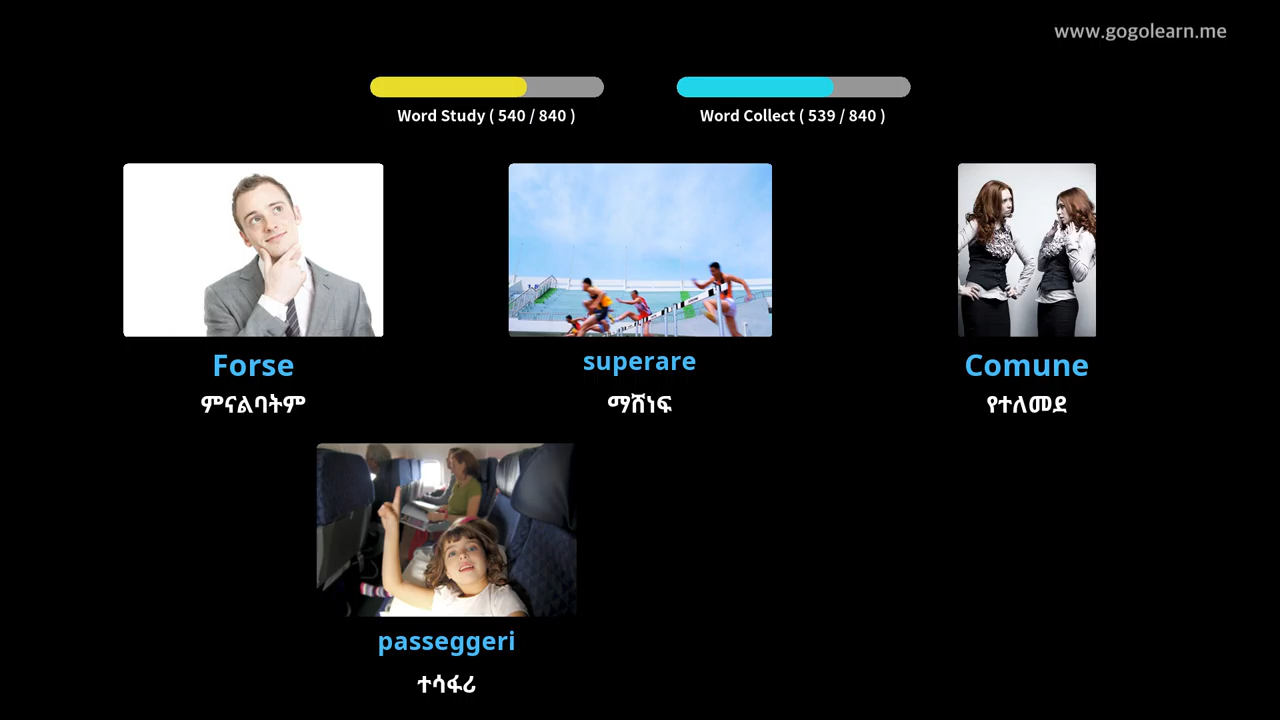 www.gogolearn.me
Word Study ( 540 / 840 )
Word Collect ( 539 / 840 )
Forse
superare
Comune
ምናልባትም
ማሸነፍ
የተለመደ
passeggeri
ተሳፋሪ